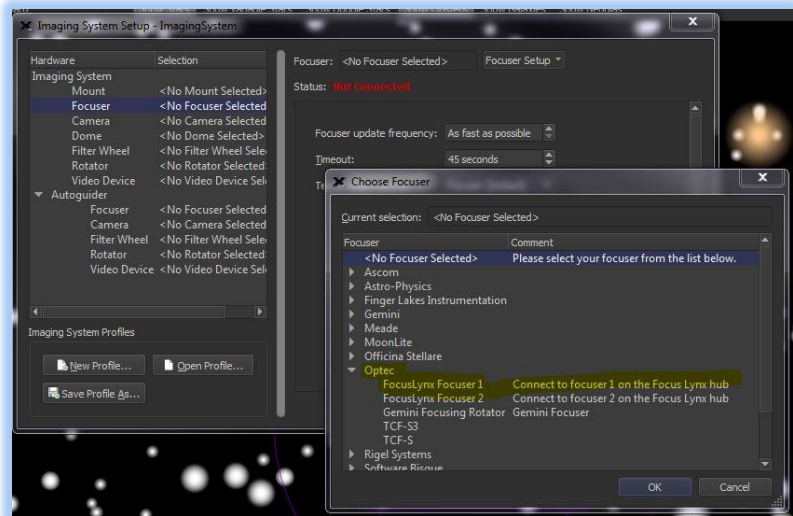 Imaging System Setup - ImagingSystem
Hardware Selection
Imaging System
Mount <No Mount Selected>
Focuser <No Focuser Selected
Camera <No Camera Selected
Dome <No Dome Selected>
Filter Wheel <No Filter Wheel Sele
Rotator <No Rotator Selected
Video Device <No Video Device Sel
Autoguider
Focuser <No Focuser Selected
Camera <No Camera Selected
Filter Wheel <No Filter Wheel Sele
Rotator <No Rotator Selected
Video Device <No Video Device Sel
Imaging System Profiles
New Profile...
Open Profile...
Save Profile As...
Focuser: <No Focuser Selected> Focuser Setup
Status: Not Connected
Focuser update frequency: As fast as possible
Timeout: 45 seconds
Choose Focuser
Current selection: <No Focuser Selected>
Focuser Comment
<No Focuser Selected> Please select your focuser from the list below.
Ascom
Astro-Physics
Finger Lakes Instrumentation
Gemini
Meade
MoonLite
Officina Stellare
Optec
FocusLynx Focuser 1 Connect to focuser 1 on the Focus Lynx hub
FocusLynx Focuser 2 Connect to focuser 2 on the Focus Lynx hub
Gemini Focusing Rotator Gemini Focuser
TCF-S3
TCF-S
Rigel Systems
Software Bisque
OK Cancel